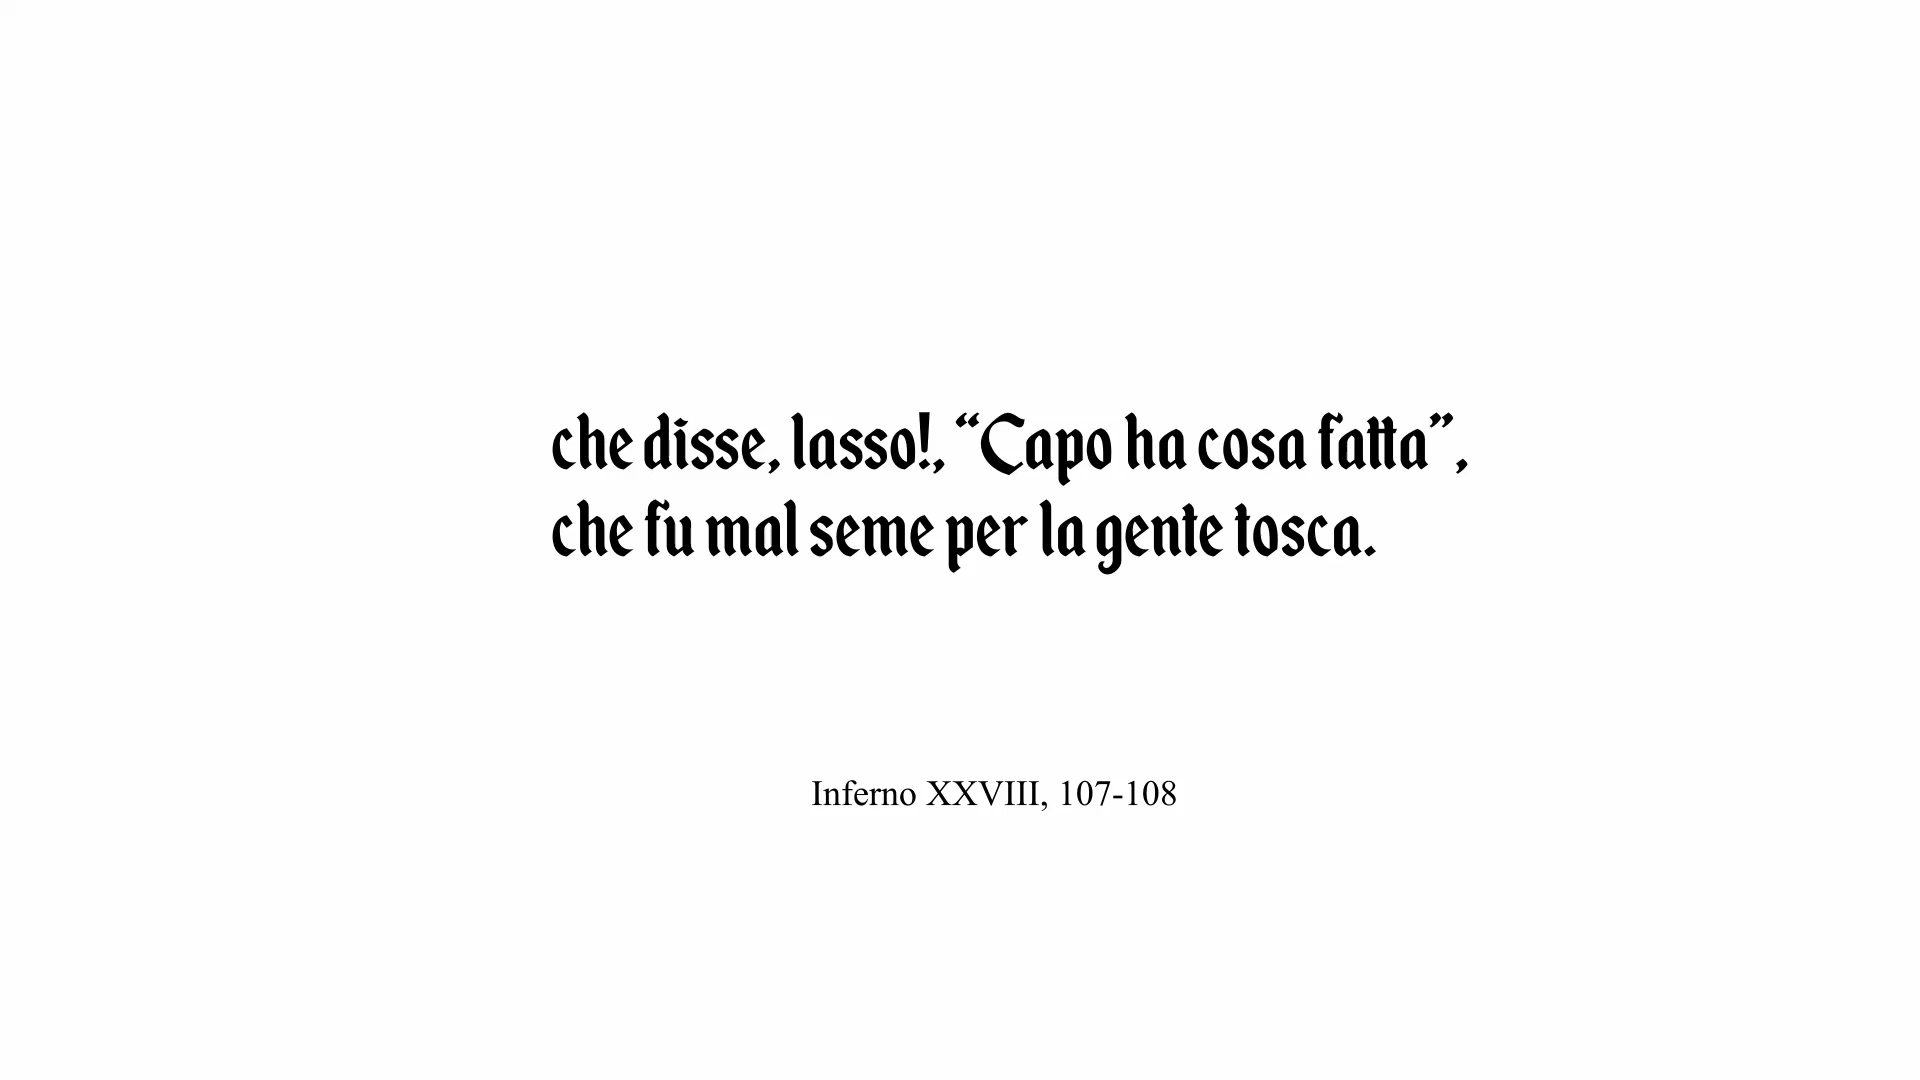 che disse, lasso!, “Capo ha cosa fatta”,
che fu mal seme per la gente tosca.
Inferno XXVIII, 107-108